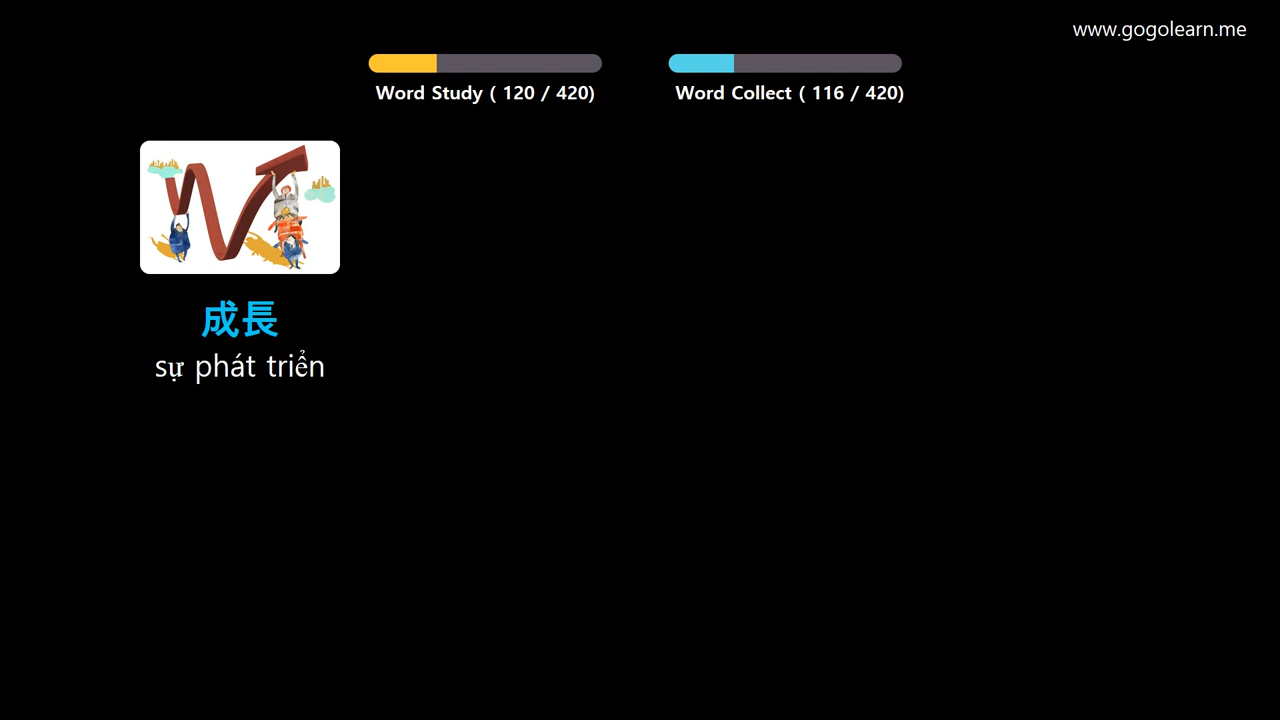 www.gogolearn.me
Word Study ( 120 / 420)
Word Collect ( 116 / 420)
成長
sự phát triển